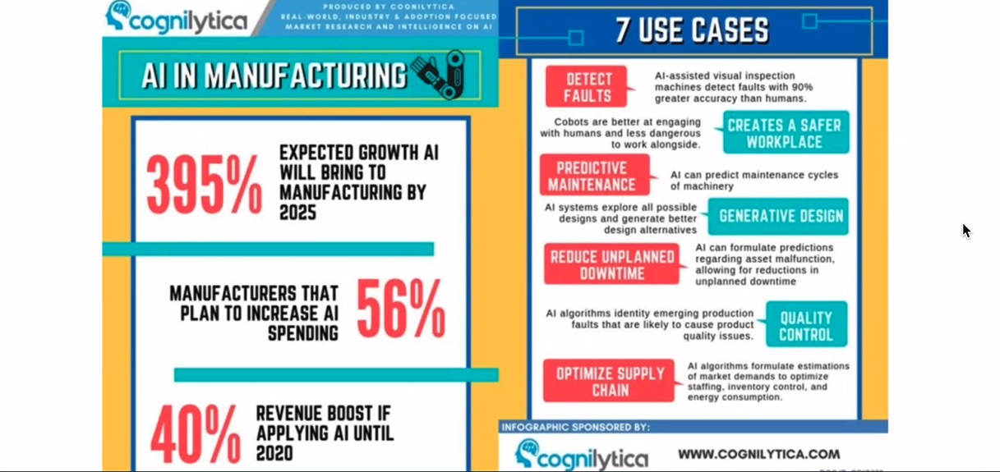 cognilytica
PRODUCED BY COGNILYTICA
REAL-WORLD, INDUSTRY & ADOPTION FOCUSED
MARKET RESEARCH AND INTELLIGENCE ON AI
AI IN MANUFACTURING
395%
EXPECTED GROWTH AI
WILL BRING TO
MANUFACTURING BY
2025
MANUFACTURERS THAT
PLAN TO INCREASE AI
SPENDING
56%
40%
REVENUE BOOST IF
APPLYING AI UNTIL
2020
7 USE CASES
DETECT
FAULTS
AI-assisted visual inspection
machines detect faults with 90%
greater accuracy than humans.
Cobots are better at engaging
with humans and less dangerous
to work alongside.
CREATES A SAFER
WORKPLACE
PREDICTIVE
MAINTENANCE
AI can predict maintenance cycles
of machinery
AI systems explore all possible
designs and generate better
design alternatives
GENERATIVE DESIGN
REDUCE UNPLANNED
DOWNTIME
AI can formulate predictions
regarding asset malfunction,
allowing for reductions in
unplanned downtime
AI algorithms identity emerging production
faults that are likely to cause product
quality issues.
QUALITY
CONTROL
OPTIMIZE SUPPLY
CHAIN
AI algorithms formulate estimations
of market demands to optimize
staffing, inventory control, and
energy consumption.
INFOGRAPHIC SPONSORED BY:
cognilytica
WWW.COGNILYTICA.COM